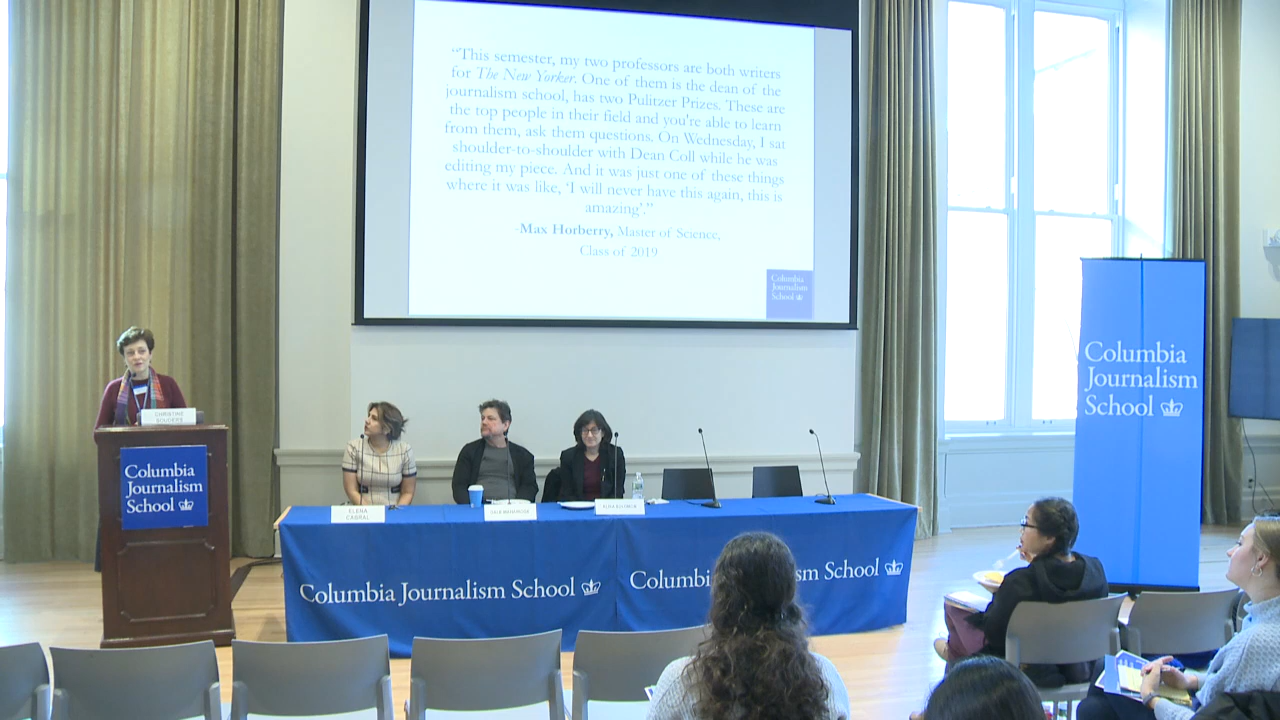 “This semester, my two professors are both writers
for The New Yorker. One of them is the dean of the
journalism school, has two Pulitzer Prizes. These are
the top people in their field and you're able to learn
from them, ask them questions. On Wednesday, I sat
shoulder-to-shoulder with Dean Coll while he was
editing my piece. And it was just one of these things
where it was like, ‘I will never have this again, this is
amazing’.”
-Max Horberry, Master of Science,
Class of 2019
Columbia
Journalism
School
CHRISTINE
SOUDERS
Columbia
Journalism
School
ELENA
CABRAL
Columbia Journalism School
Columbi sm School
Columbia
Journalism
School